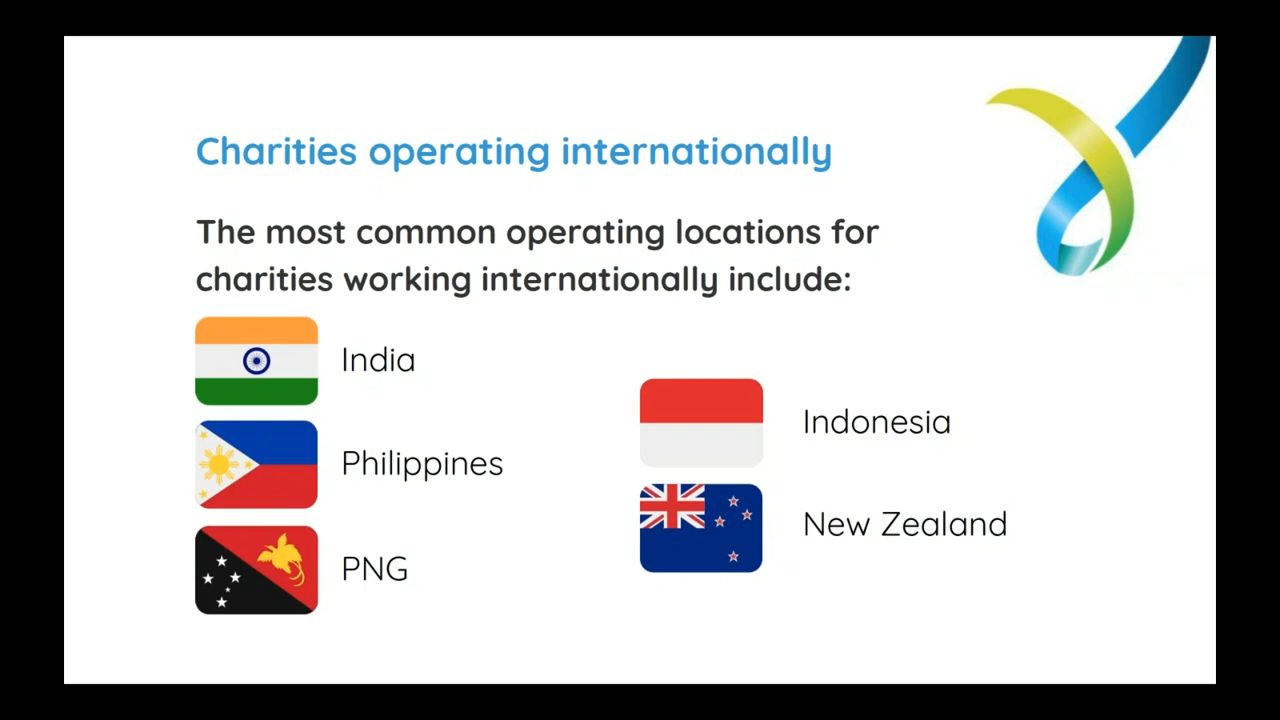 Charities operating internationally
The most common operating locations for
charities working internationally include:
India
Philippines
PNG
Indonesia
New Zealand